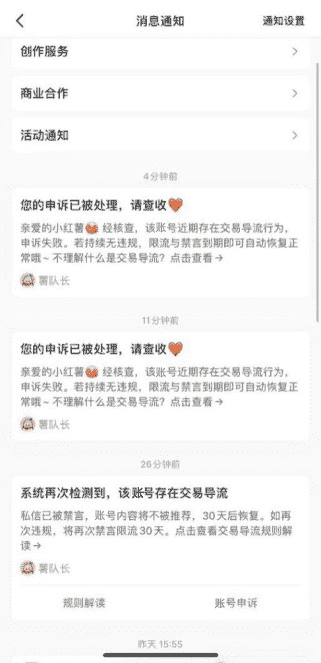 消息通知
通知设置
创作服务
商业合作
活动通知
4分钟前
您的申诉已被处理，请查收
亲爱的小红薯 经核查，该账号近期存在交易导流行为，
申诉失败。若持续无违规，限流与禁言到期即可自动恢复正
常哦~ 不理解什么是交易导流？点击查看→
薯队长
11分钟前
您的申诉已被处理，请查收
亲爱的小红薯 经核查，该账号近期存在交易导流行为，
申诉失败。若持续无违规，限流与禁言到期即可自动恢复正
常哦~ 不理解什么是交易导流？点击查看→
薯队长
26分钟前
系统再次检测到，该账号存在交易导流
私信已被禁言，账号内容将不被推荐，30天后恢复。如再
次违规，将再次禁言限流30天。点击查看交易导流规则解
读→
薯队长
规则解读
账号申诉
昨天 15:55